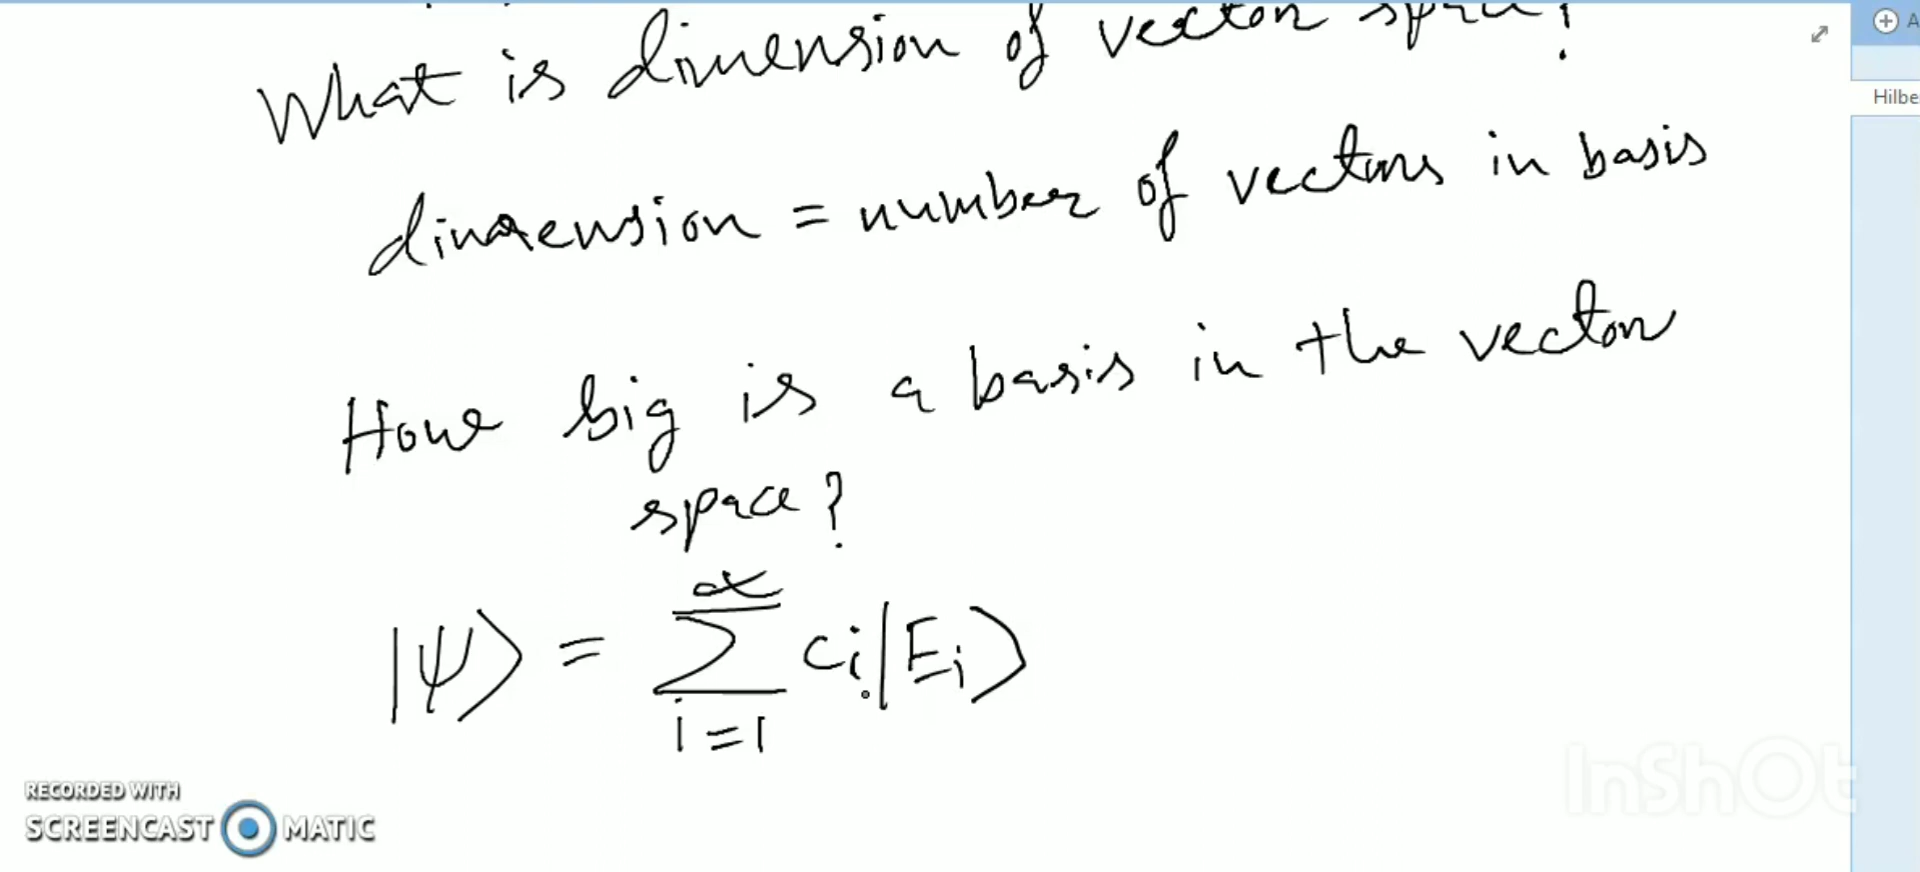 What is dimension of vector space?
dimension = number of vectors in basis
How big is a basis in the vector
space?
|ψ⟩ = ∑_{i=1}^{∝} c_i |E_i⟩
A
Hilbe
RECORDED WITH
SCREENCAST MATIC
InShOt